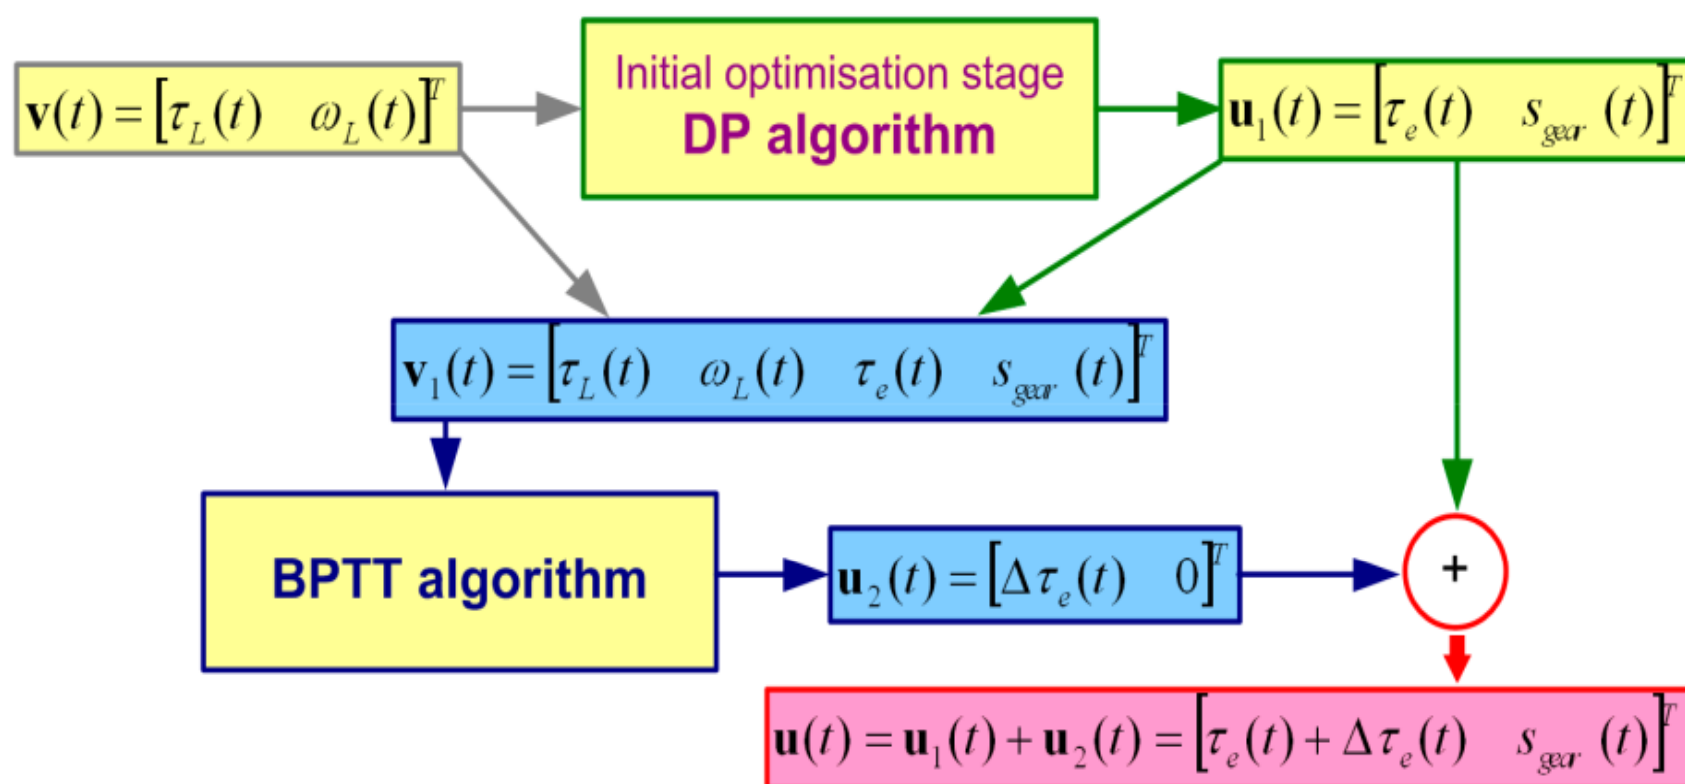 v(t) = [τ_L(t) ω_L(t)]^T
Initial optimisation stage
DP algorithm
u_1(t) = [τ_e(t) s_gear (t)]^T
v_1(t) = [τ_L(t) ω_L(t) τ_e(t) s_gear (t)]^T
BPTT algorithm
u_2(t) = [Δτ_e(t) 0]^T
+
u(t) = u_1(t) + u_2(t) = [τ_e(t) + Δτ_e(t) s_gear (t)]^T